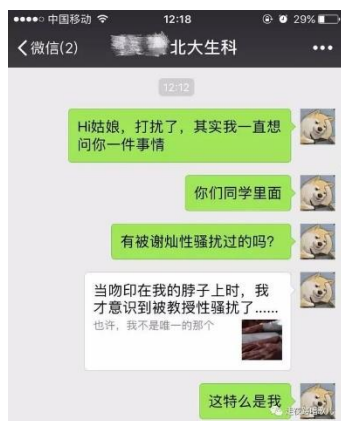 中国移动 12:18 29%
微信(2) 北大生科
12:12
Hi姑娘，打扰了，其实我一直想
问你一件事情
你们同学里面
有被谢灿性骚扰过的吗?
当吻印在我的脖子上时，我
才意识到被教授性骚扰了......
也许，我不是唯一的那个
这特么是我